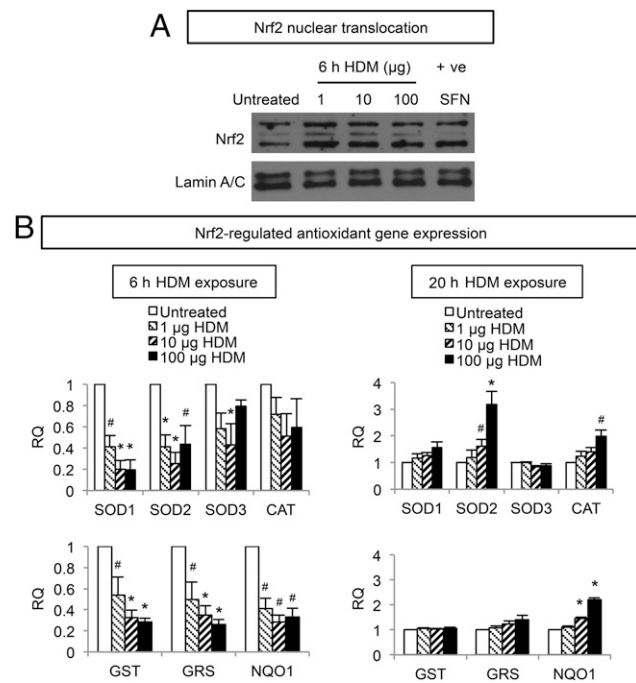 A
Nrf2 nuclear translocation
6 h HDM (µg)
+ ve
Untreated 1 10 100 SFN
Nrf2
Lamin A/C
B
Nrf2-regulated antioxidant gene expression
6 h HDM exposure
Untreated
1 µg HDM
10 µg HDM
100 µg HDM
RQ
1
0.8
0.6
0.4
0.2
0
# * * * * # *
SOD1 SOD2 SOD3 CAT
RQ
1
0.8
0.6
0.4
0.2
0
# * * # * * # # #
GST GRS NQO1
20 h HDM exposure
Untreated
1 µg HDM
10 µg HDM
100 µg HDM
RQ
4
3
2
1
0
# * #
SOD1 SOD2 SOD3 CAT
RQ
4
3
2
1
0
* *
GST GRS NQO1